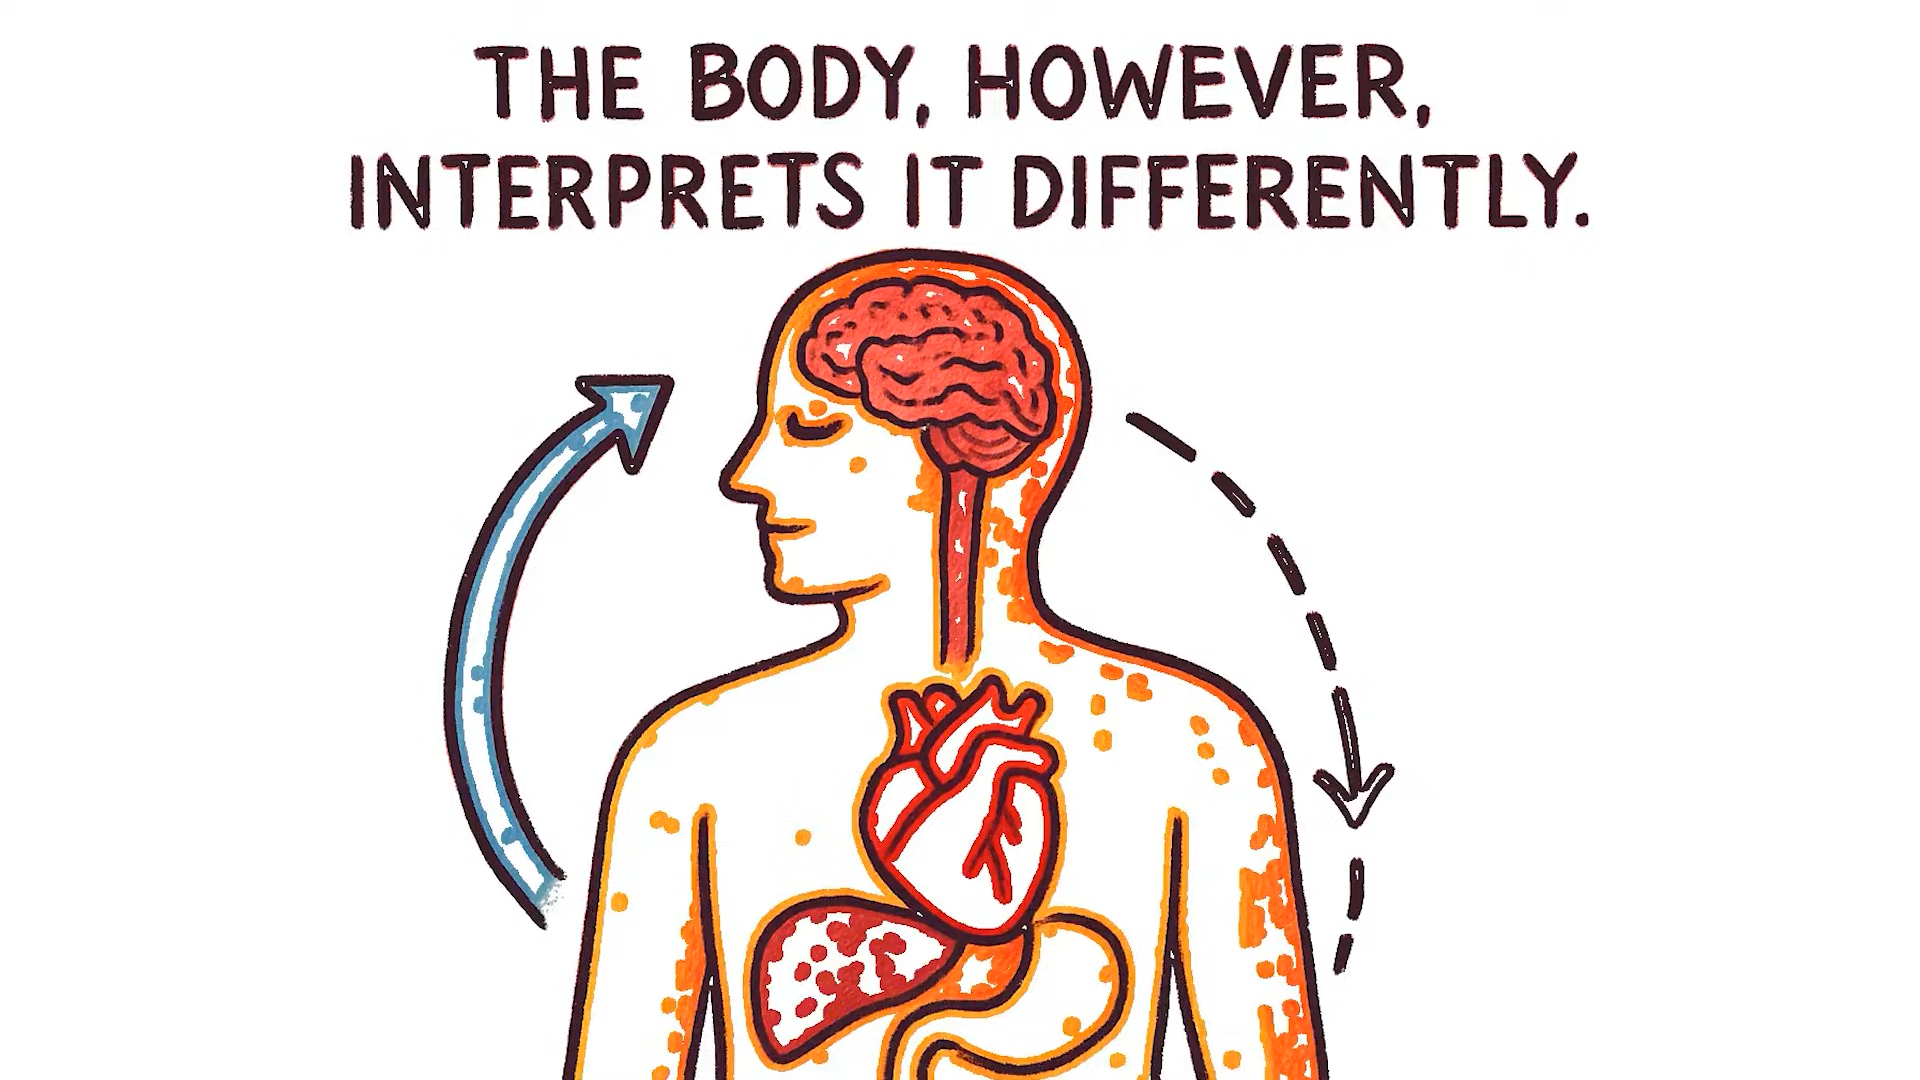 THE BODY, HOWEVER,
INTERPRETS IT DIFFERENTLY.